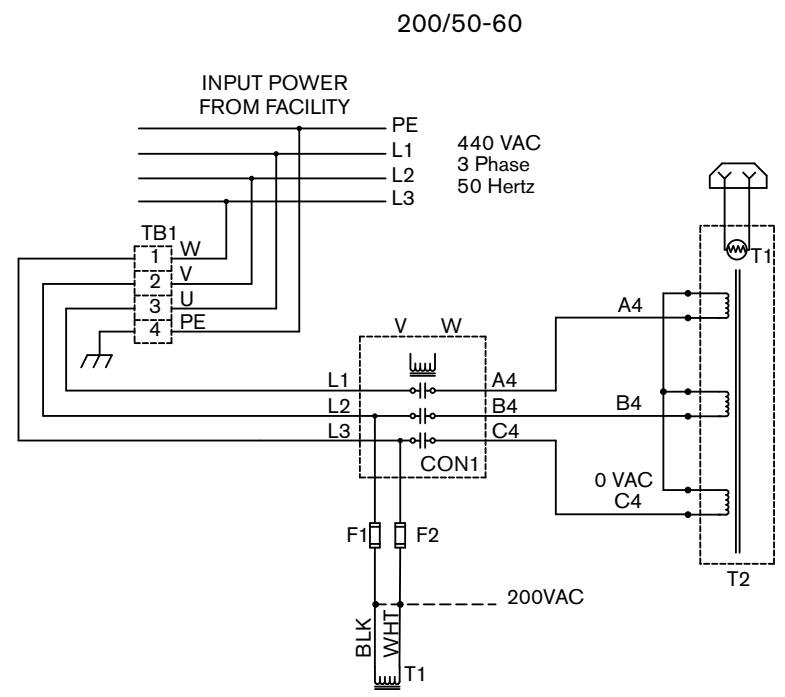 200/50-60
INPUT POWER
FROM FACILITY
PE
L1
L2
L3
440 VAC
3 Phase
50 Hertz
TB1
1 W
2 V
3 U
4 PE
T1
V W
A4
L1 A4
L2 B4 B4
L3 C4
CON1
0 VAC
C4
F1 F2
T2
200VAC
BLK
WHT
T1